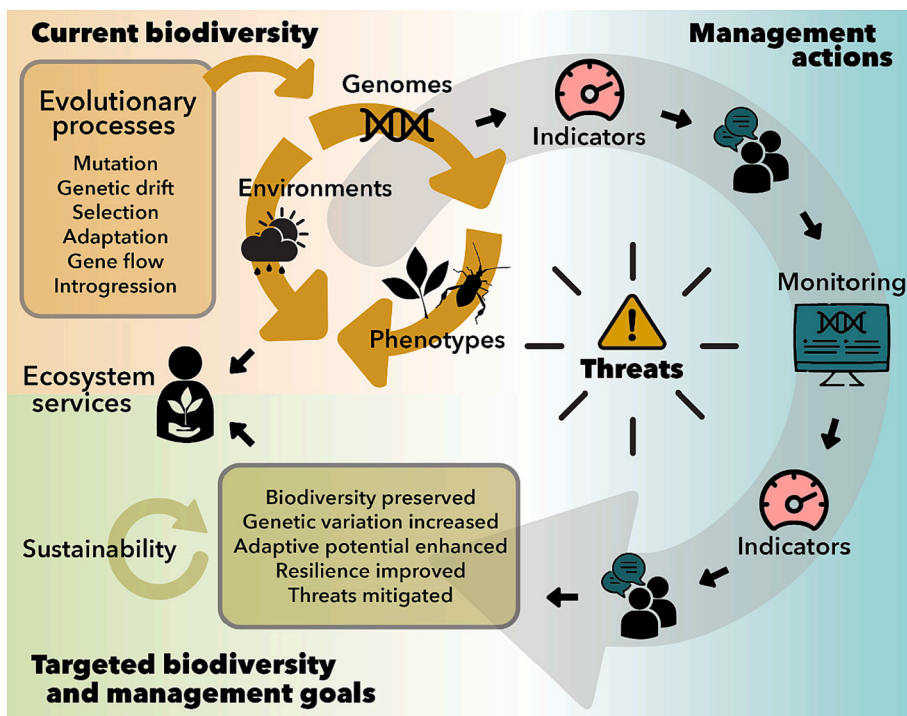 Current biodiversity
Management
actions
Evolutionary
processes
Mutation
Genetic drift
Selection
Adaptation
Gene flow
Introgression
Genomes
Environments
Phenotypes
Indicators
Monitoring
Threats
Indicators
Ecosystem
services
Biodiversity preserved
Genetic variation increased
Adaptive potential enhanced
Resilience improved
Threats mitigated
Sustainability
Targeted biodiversity
and management goals